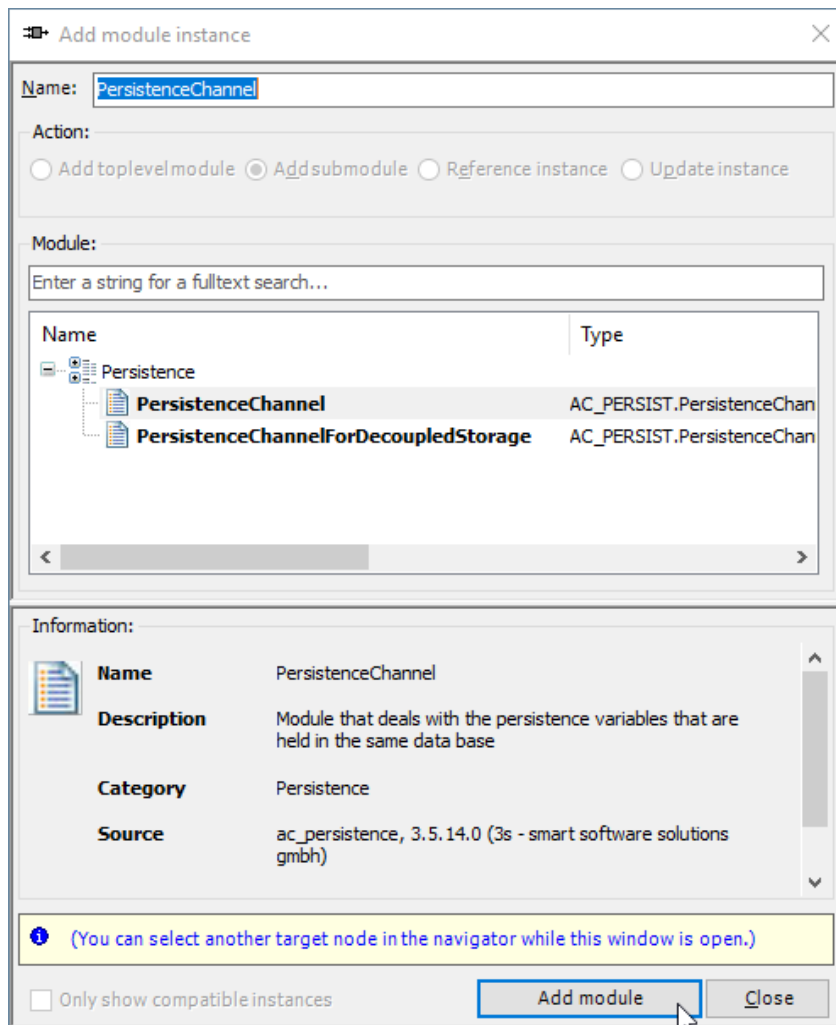 Add module instance
Name: PersistenceChannel
Action:
Add toplevel module Add submodule Reference instance Update instance
Module:
Enter a string for a fulltext search...
Name Type
Persistence
PersistenceChannel AC_PERSIST.PersistenceChan
PersistenceChannelForDecoupledStorage AC_PERSIST.PersistenceChan
Information:
Name PersistenceChannel
Description Module that deals with the persistence variables that are
held in the same data base
Category Persistence
Source ac_persistence, 3.5.14.0 (3s - smart software solutions
gmbh)
(You can select another target node in the navigator while this window is open.)
Only show compatible instances Add module Close